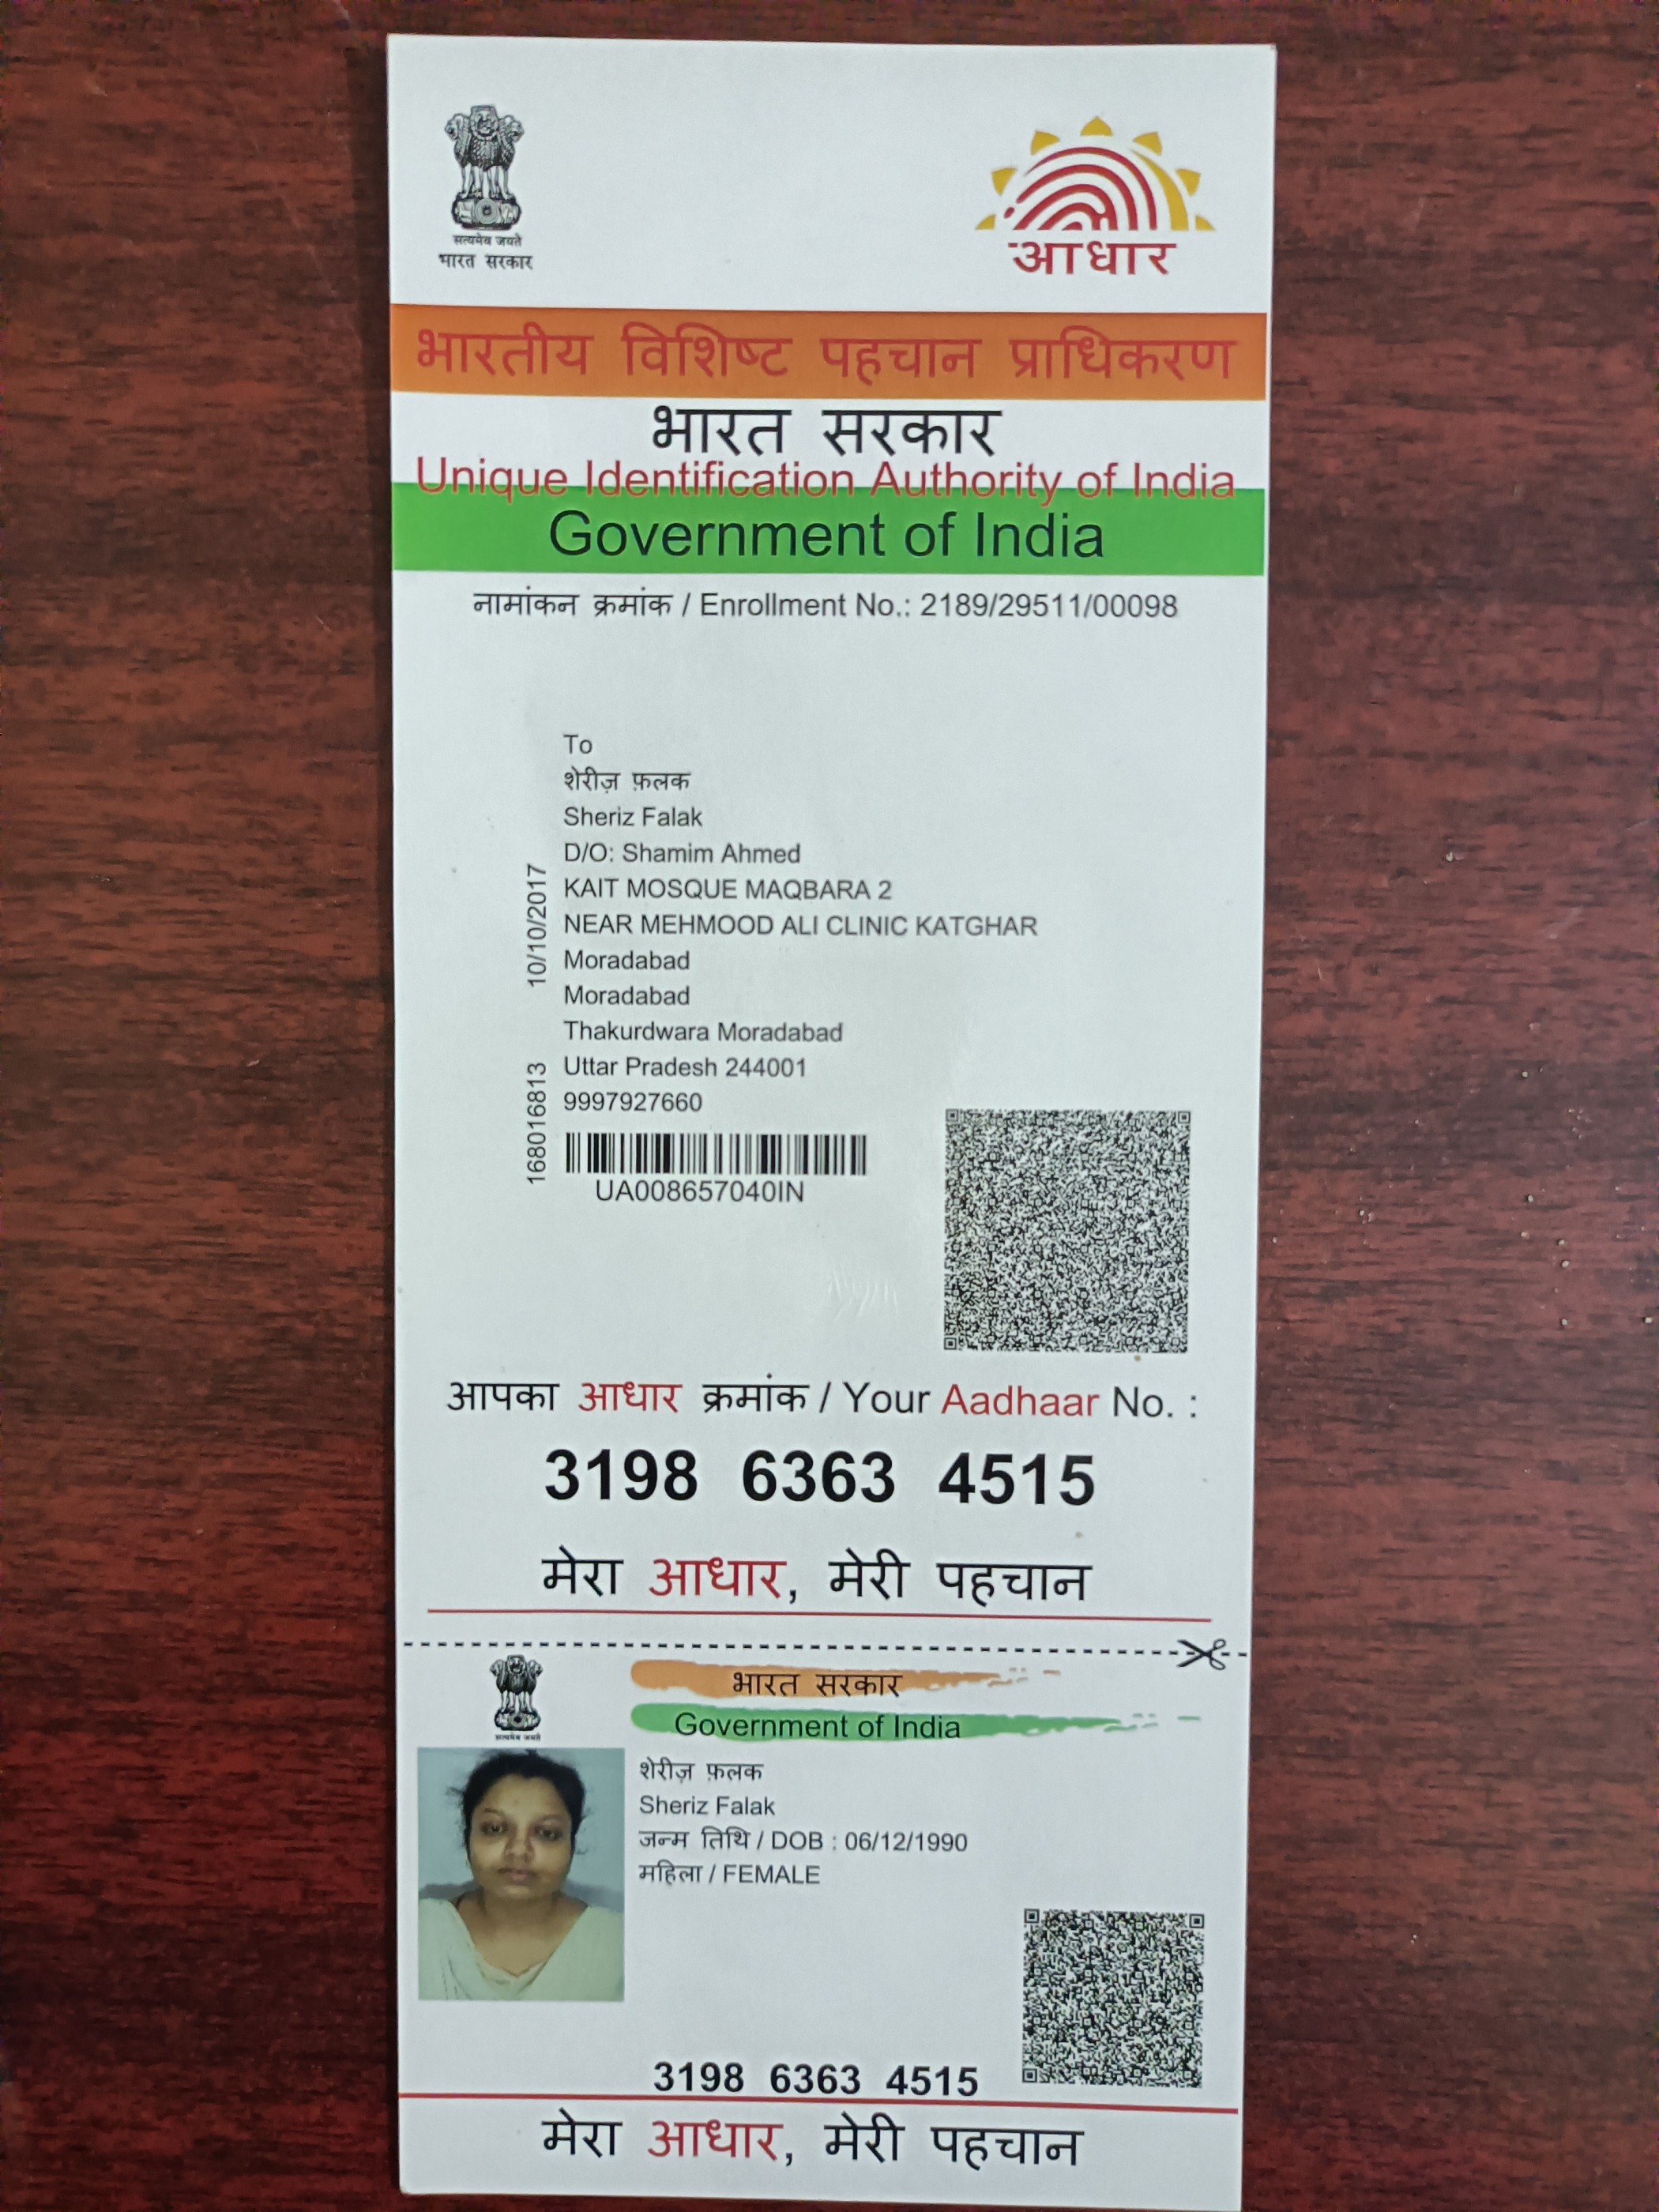 सत्यमेव जयते
भारत सरकार
आधार
भारतीय विशिष्ट पहचान प्राधिकरण
भारत सरकार
Unique Identification Authority of India
Government of India
नामांकन क्रमांक / Enrollment No.: 2189/29511/00098
To
शेरीज़ फ़लक
Sheriz Falak
D/O: Shamim Ahmed
KAIT MOSQUE MAQBARA 2
NEAR MEHMOOD ALI CLINIC KATGHAR
Moradabad
Moradabad
Thakurdwara Moradabad
Uttar Pradesh 244001
9997927660
10/10/2017
168016813
UA008657040IN
आपका आधार क्रमांक / Your Aadhaar No. :
3198 6363 4515
मेरा आधार, मेरी पहचान
सत्यमेव जयते
भारत सरकार
Government of India
शेरीज़ फ़लक
Sheriz Falak
जन्म तिथि / DOB : 06/12/1990
महिला / FEMALE
3198 6363 4515
मेरा आधार, मेरी पहचान